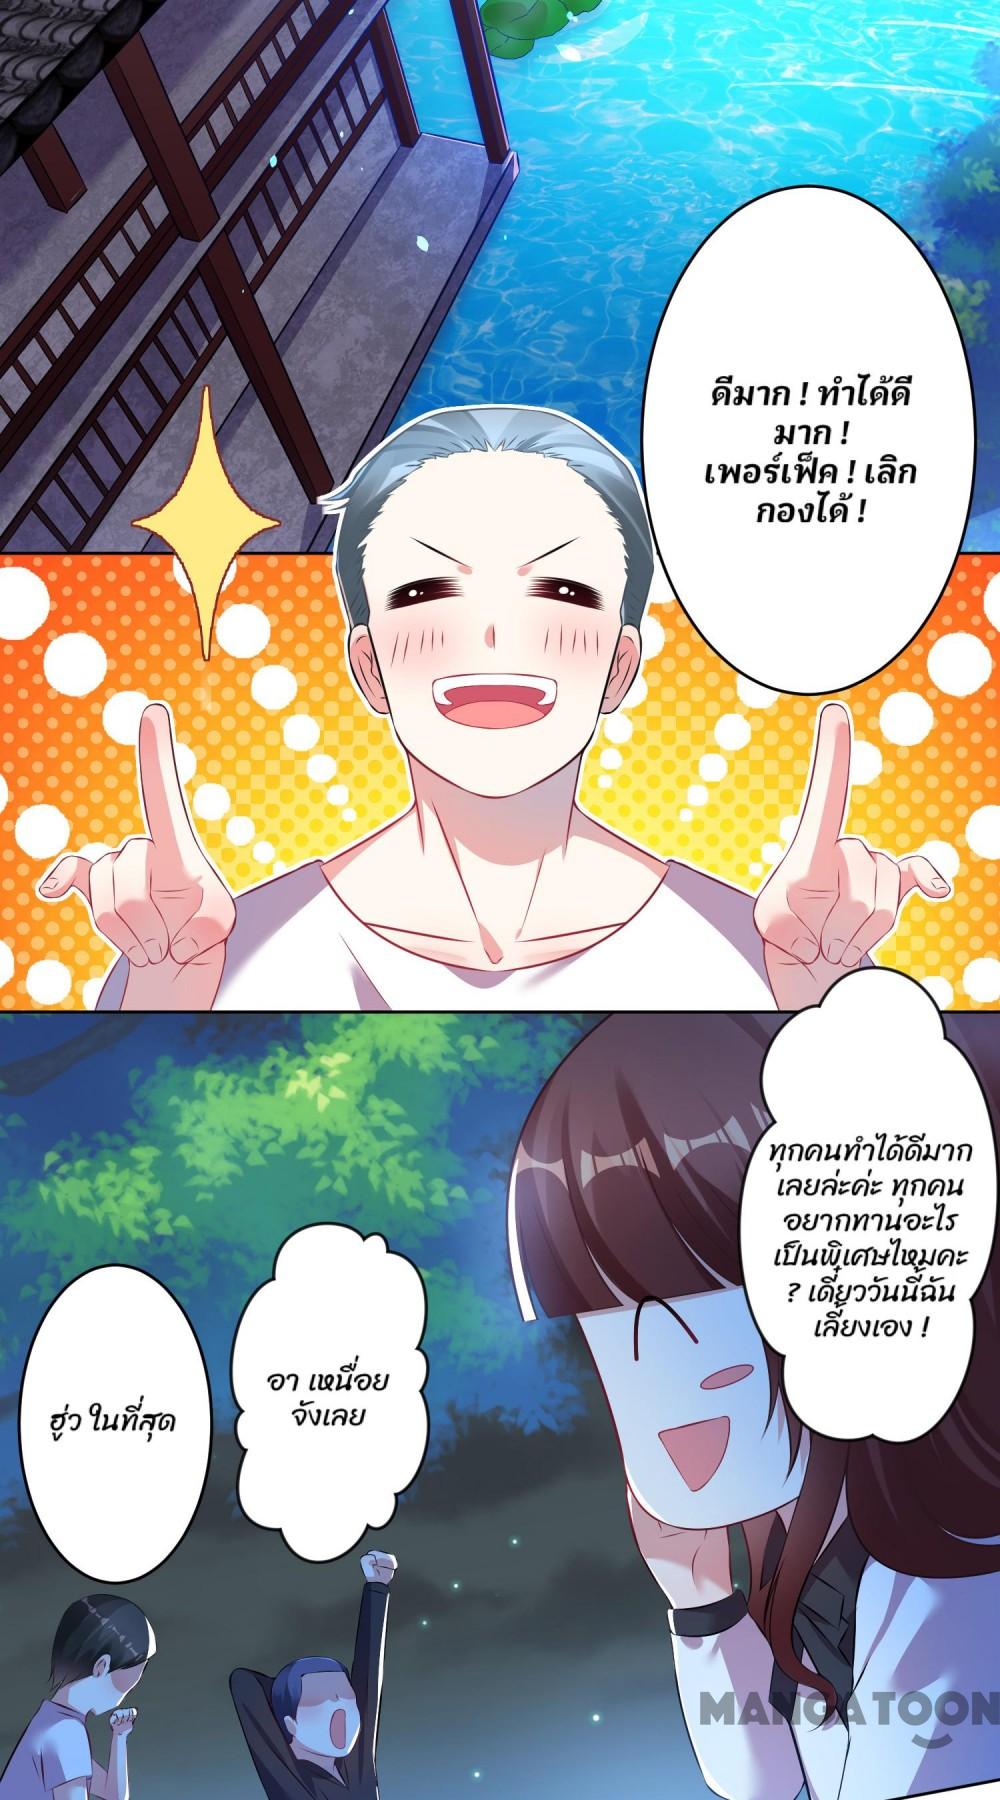 ดีมาก ! ทำได้ดี
มาก !
เพอร์เฟ็ค ! เลิก
กองได้ !
ทุกคนทำได้ดีมาก
เลยล่ะค่ะ ทุกคน
อยากทานอะไร
เป็นพิเศษไหมคะ
? เดี๋ยววันนี้ฉัน
เลี้ยงเอง !
อา เหนื่อย
จังเลย
ฮู่ว ในที่สุด
MANGATOON